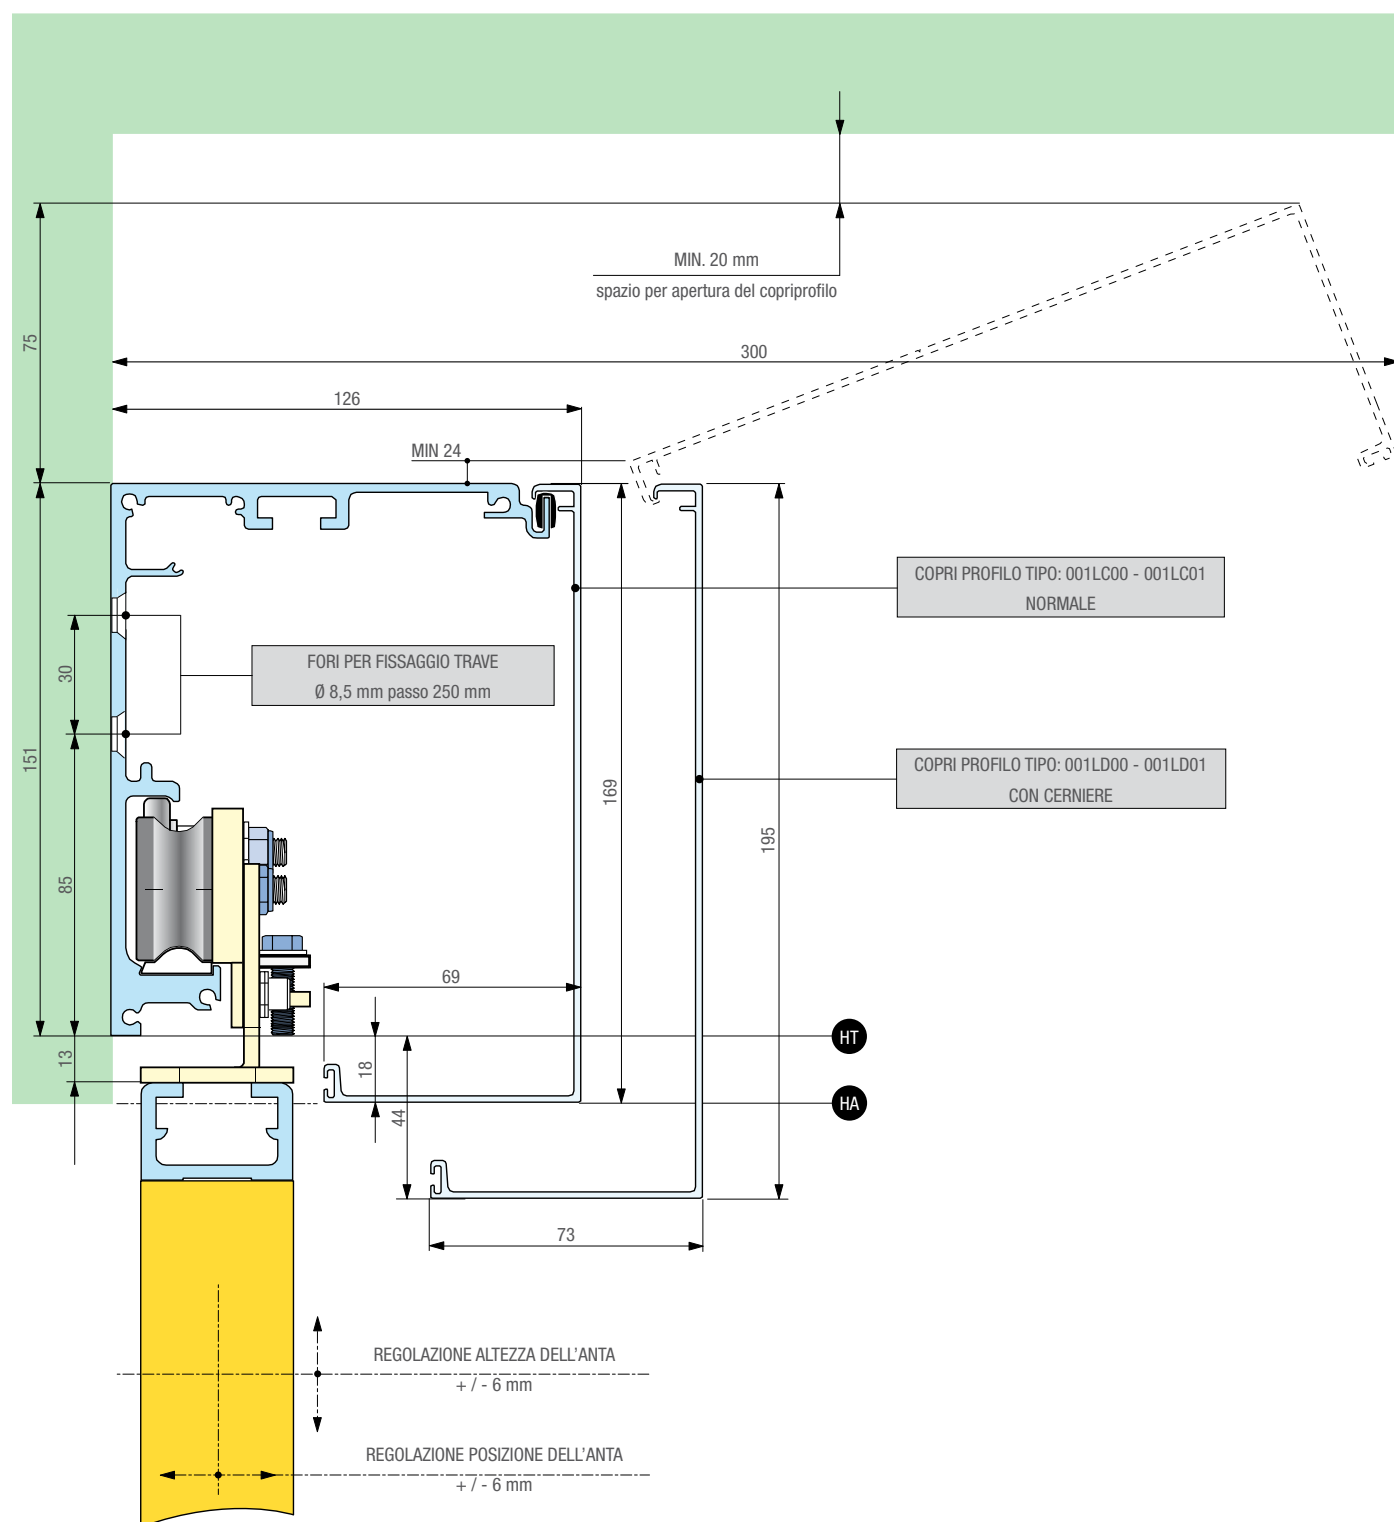 MIN. 20 mm
spazio per apertura del copriprofilo
75
300
126
MIN 24
COPRI PROFILO TIPO: 001LC00 - 001LC01
NORMALE
FORI PER FISSAGGIO TRAVE
Ø 8,5 mm passo 250 mm
30
151
COPRI PROFILO TIPO: 001LD00 - 001LD01
CON CERNIERE
169
195
85
69
HT
13
18
HA
44
73
REGOLAZIONE ALTEZZA DELL'ANTA
+ / - 6 mm
REGOLAZIONE POSIZIONE DELL'ANTA
+ / - 6 mm